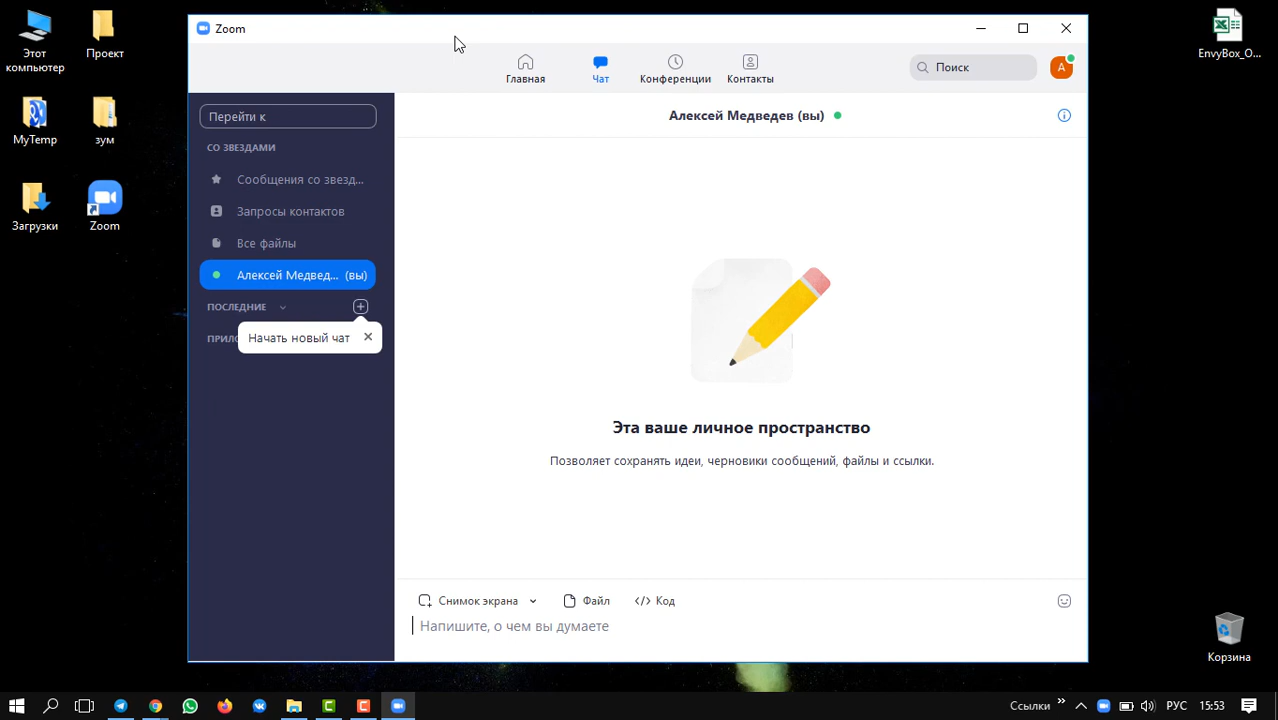 Этот компьютер
Проект
MyTemp
зум
Загрузки
Zoom
EnvyBox_O...
Корзина
Zoom
Главная
Чат
Конференции
Контакты
Поиск
А
Перейти к
СО ЗВЕЗДАМИ
Сообщения со звезд...
Запросы контактов
Все файлы
Алексей Медвед... (вы)
ПОСЛЕДНИЕ
Начать новый чат
Алексей Медведев (вы)
Эта ваше личное пространство
Позволяет сохранять идеи, черновики сообщений, файлы и ссылки.
Снимок экрана
Файл
</> Код
Напишите, о чем вы думаете
Ссылки
РУС
15:53